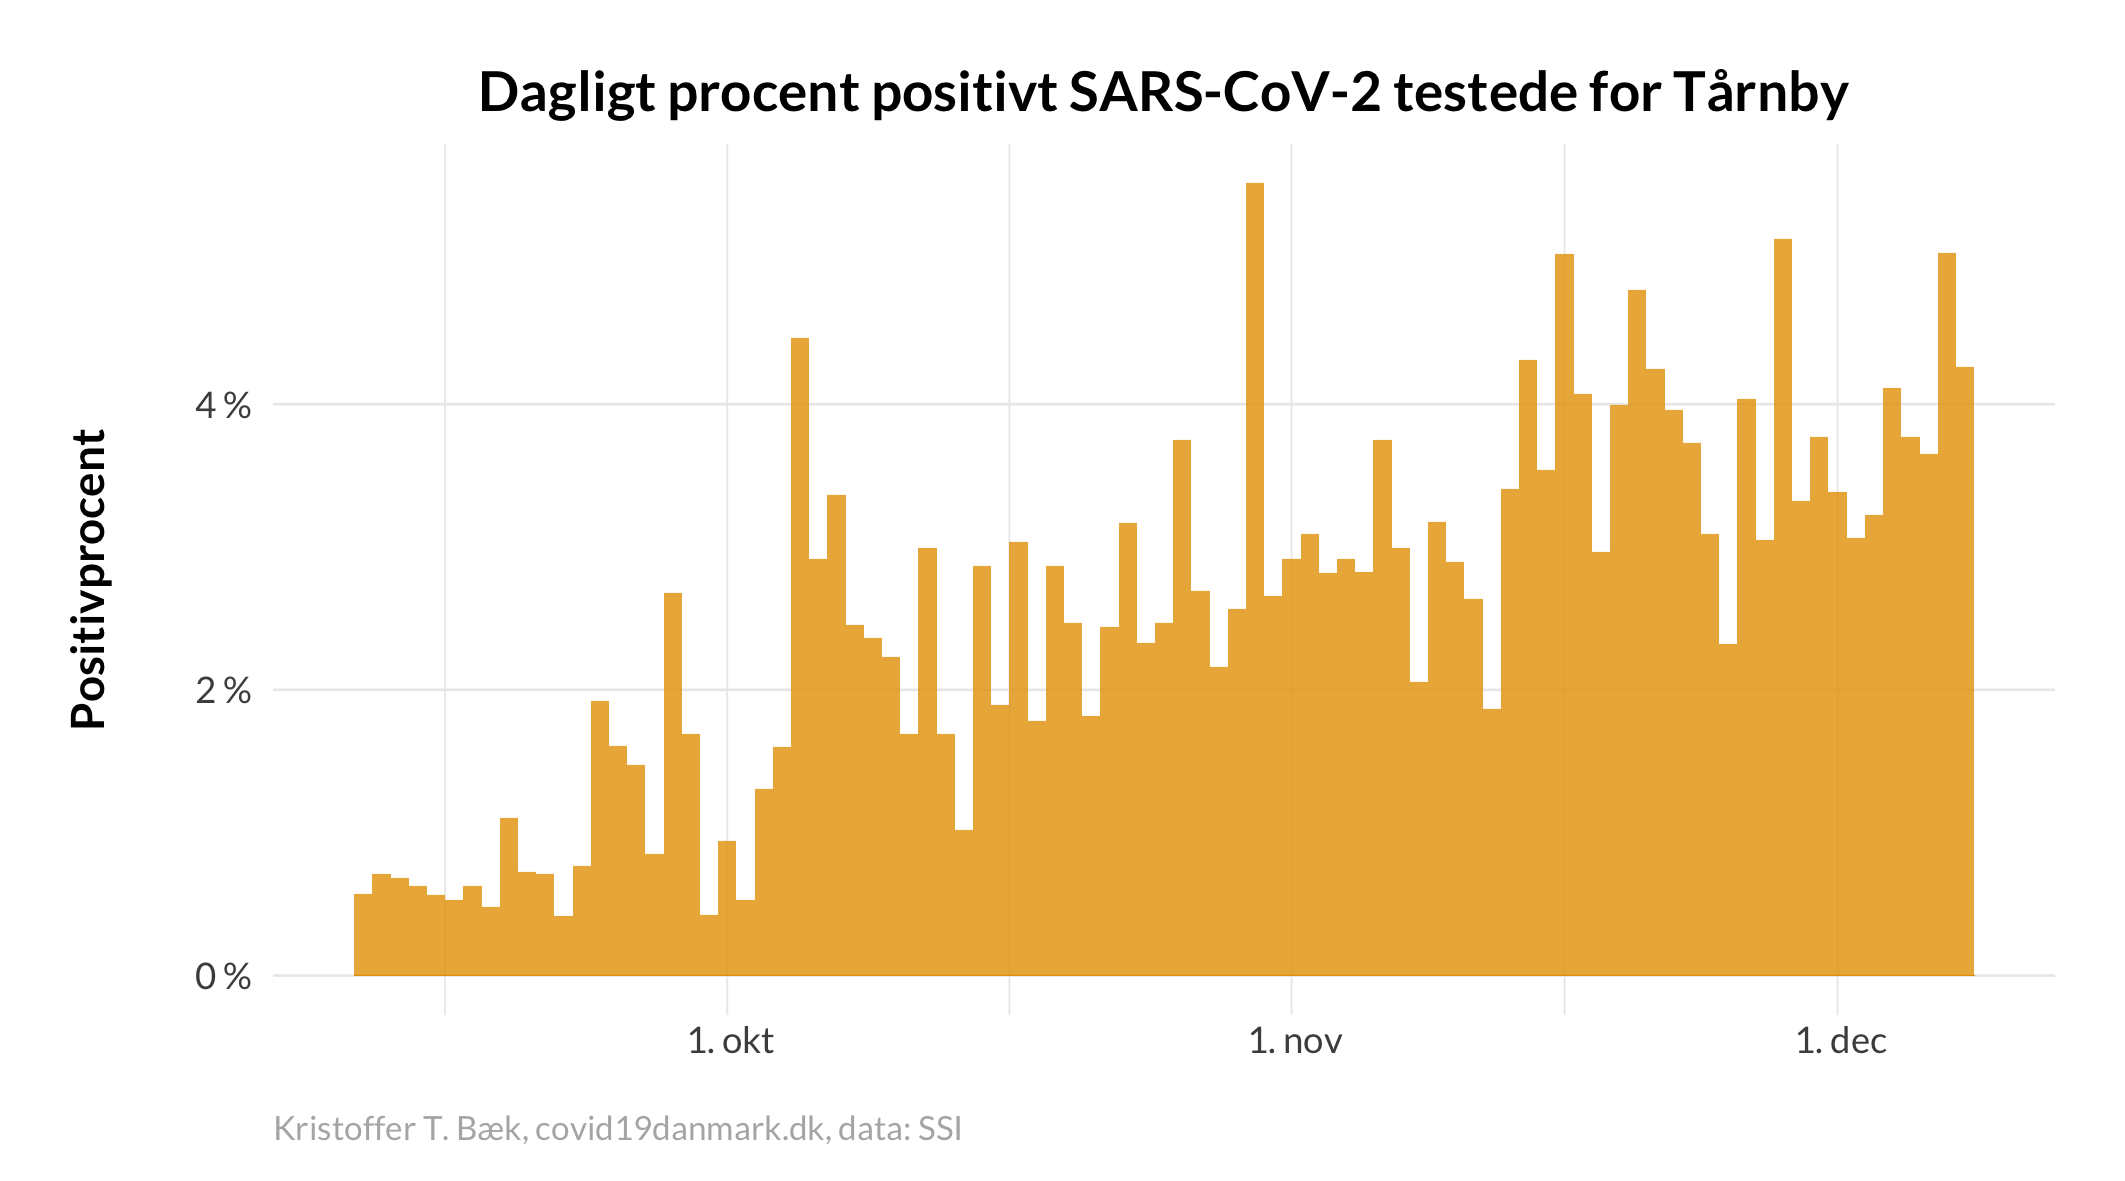 Dagligt procent positivt SARS-CoV-2 testede for Tårnby
Positivprocent
4 %
2 %
0 %
1. okt
1. nov
1. dec
Kristoffer T. Bæk, covid19danmark.dk, data: SSI